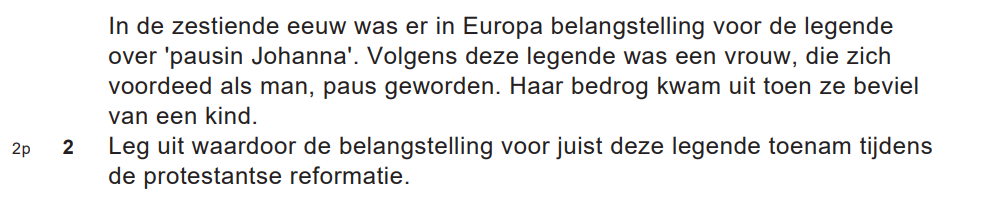 In de zestiende eeuw was er in Europa belangstelling voor de legende
over 'pausin Johanna'. Volgens deze legende was een vrouw, die zich
voordeed als man, paus geworden. Haar bedrog kwam uit toen ze beviel
van een kind.
2p 2 Leg uit waardoor de belangstelling voor juist deze legende toenam tijdens
de protestantse reformatie.